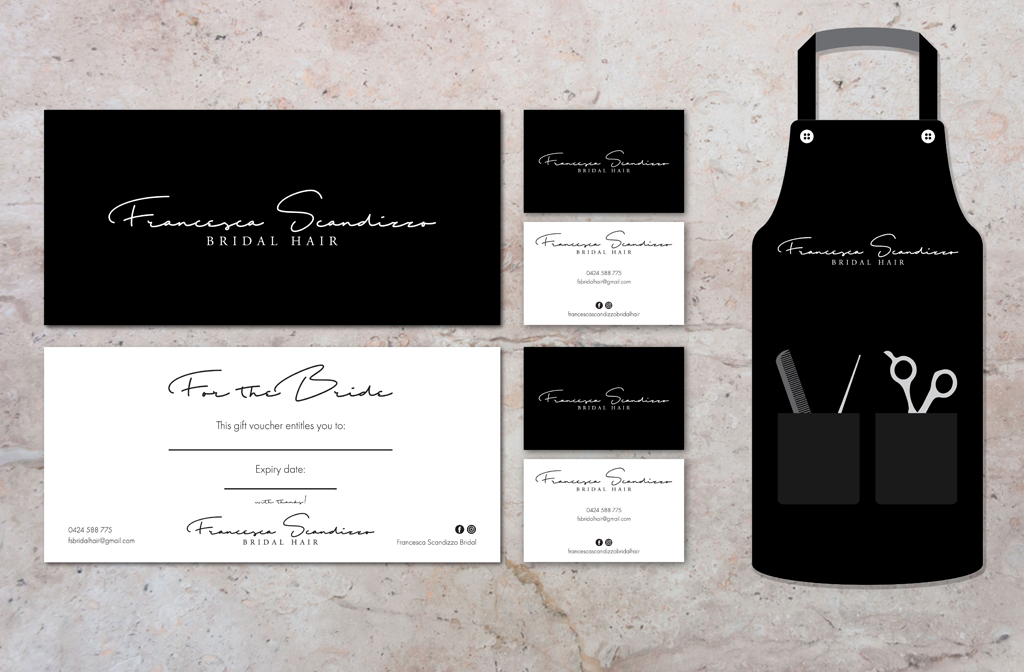 Francesca Scandizzo
BRIDAL HAIR
For the Bride
This gift voucher entitles you to:
Expiry date:
with thanks!
0424 588 775
fsbridalhair@gmail.com
Francesca Scandizzo
BRIDAL HAIR
Francesca Scandizzo Bridal
Francesca Scandizzo
BRIDAL HAIR
Francesca Scandizzo
BRIDAL HAIR
0424 588 775
fsbridalhair@gmail.com
francescascandizzobridalhair
Francesca Scandizzo
BRIDAL HAIR
Francesca Scandizzo
BRIDAL HAIR
0424 588 775
fsbridalhair@gmail.com
francescascandizzobridalhair
Francesca Scandizzo
BRIDAL HAIR